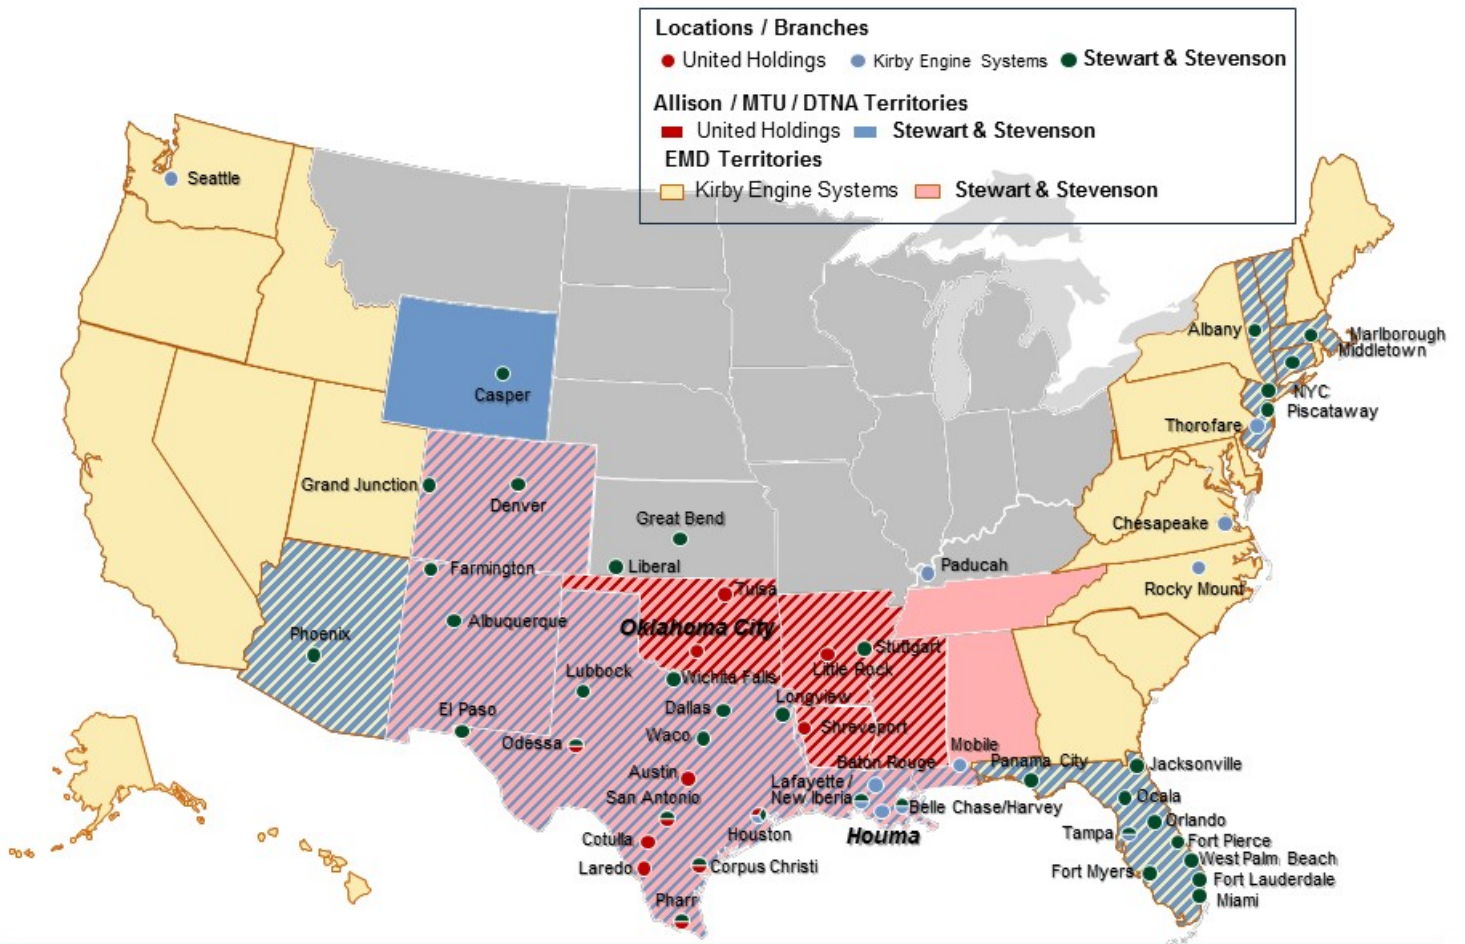 Locations / Branches
United Holdings Kirby Engine Systems Stewart & Stevenson
Allison / MTU / DTNA Territories
United Holdings Stewart & Stevenson
EMD Territories
Kirby Engine Systems Stewart & Stevenson
Seattle
Albany
Marlborough
Middletown
NYC
Piscataway
Thorofare
Casper
Grand Junction
Denver
Great Bend
Liberal
Chesapeake
Paducah
Rocky Mount
Farmington
Tulsa
Albuquerque
Oklahoma City
Phoenix
Stuttgart
Little Rock
Lubbock
Wichita Falls
Longview
El Paso
Dallas
Shreveport
Odessa
Waco
Mobile
Baton Rouge
Panama City
Jacksonville
Austin
Lafayette /
New Iberia
San Antonio
Belle Chase/Harvey
Ocala
Orlando
Houston
Houma
Tampa
Cotulla
Fort Pierce
West Palm Beach
Laredo
Corpus Christi
Fort Myers
Fort Lauderdale
Pharr
Miami